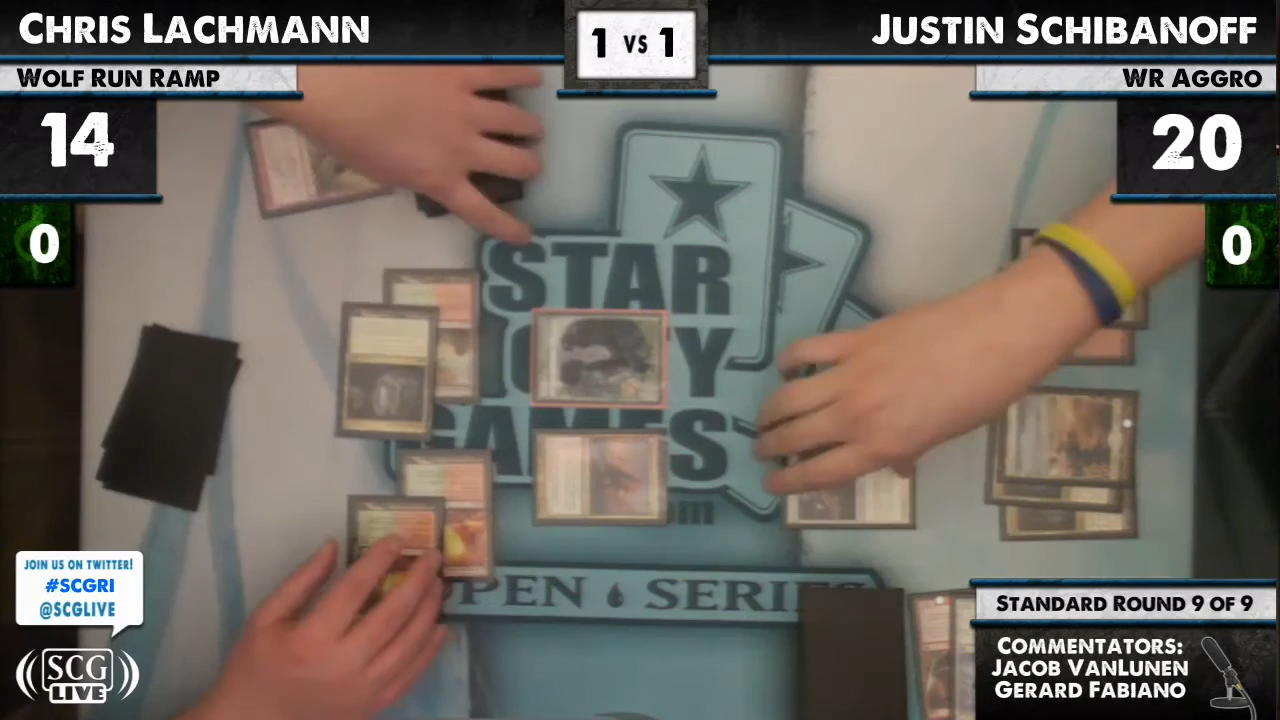 CHRIS LACHMANN
1 VS 1
JUSTIN SCHIBANOFF
WOLF RUN RAMP
WR AGGRO
14
20
0
0
STAR
CITY
GAMES
.com
OPEN SERIES
JOIN US ON TWITTER!
#SCGRI
@SCGLIVE
SCG
LIVE
STANDARD ROUND 9 OF 9
COMMENTATORS:
JACOB VANLUNEN
GERARD FABIANO